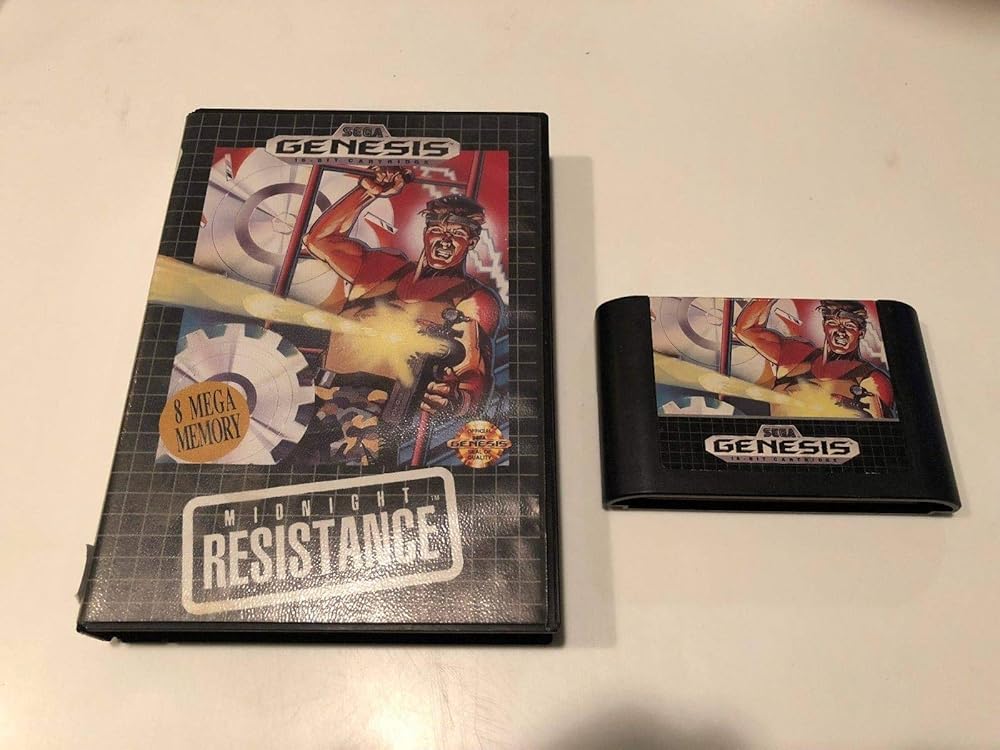 SEGA
GENESIS
16-BIT CARTRIDGE
8 MEGA
MEMORY
OFFICIAL
SEGA
GENESIS
SEAL OF
QUALITY
MIDNIGHT™
RESISTANCE
SEGA
GENESIS
16-BIT CARTRIDGE